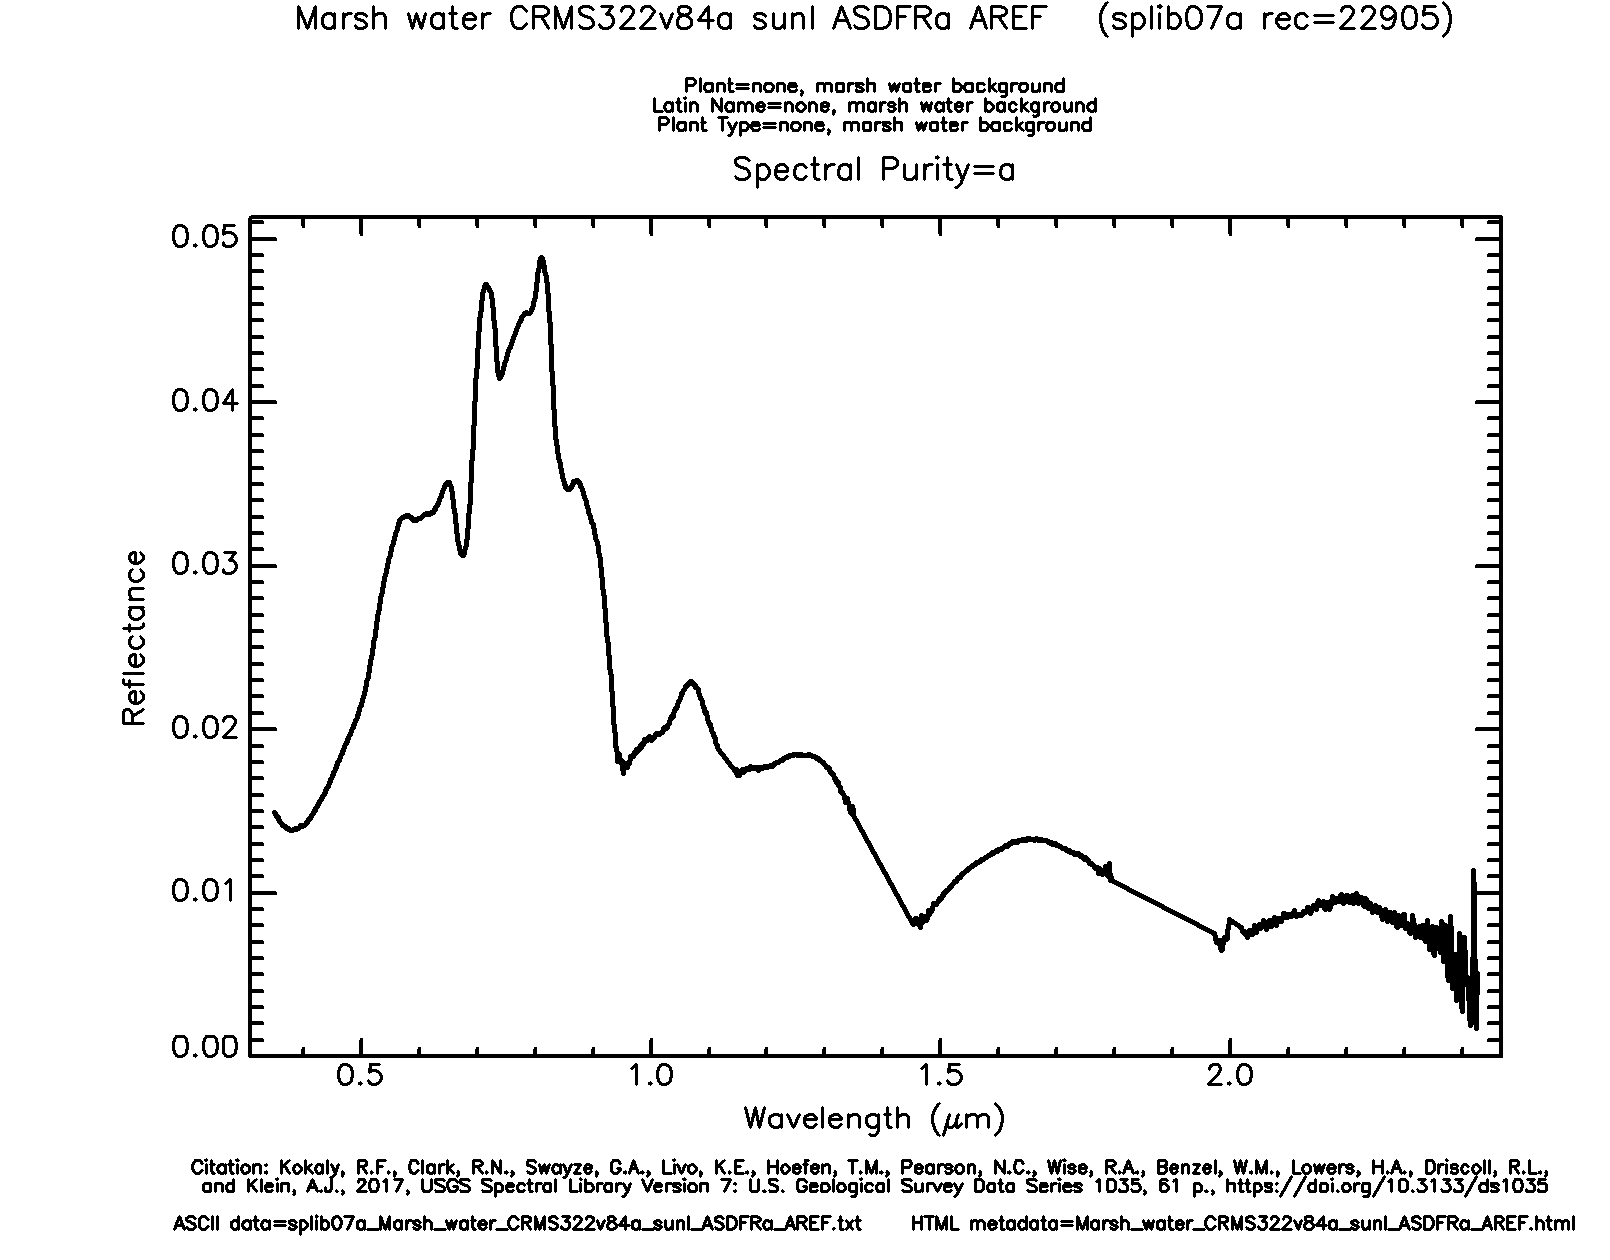 Marsh water CRMS322v84a sunl ASDFRa AREF (splib07a rec=22905)
Plant=none, marsh water background
Latin Name=none, marsh water background
Plant Type=none, marsh water background
Spectral Purity=a
0.05
0.04
0.03
0.02
0.01
0.00
Reflectance
0.5 1.0 1.5 2.0
Wavelength (μm)
Citation: Kokaly, R.F., Clark, R.N., Swayze, G.A., Livo, K.E., Hoefen, T.M., Pearson, N.C., Wise, R.A., Benzel, W.M., Lowers, H.A., Driscoll, R.L.,
and Klein, A.J., 2017, USGS Spectral Library Version 7: U.S. Geological Survey Data Series 1035, 61 p., https://doi.org/10.3133/ds1035
ASCII data=splib07a_Marsh_water_CRMS322v84a_sunl_ASDFRa_AREF.txt HTML metadata=Marsh_water_CRMS322v84a_sunl_ASDFRa_AREF.html